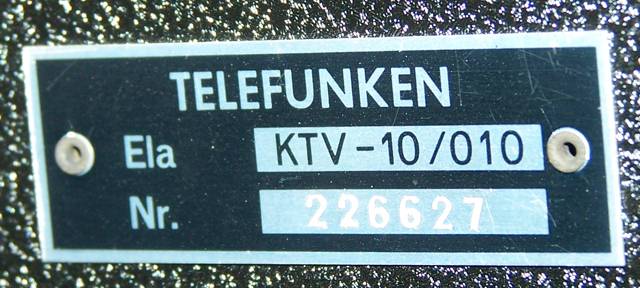 TELEFUNKEN
Ela KTV-10/010
Nr. 226627